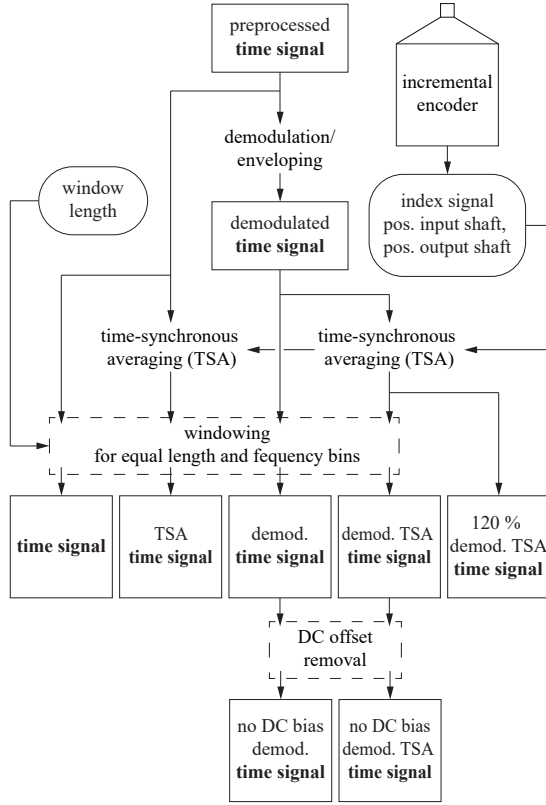 preprocessed
time signal
incremental
encoder
demodulation/
enveloping
window
length
index signal
pos. input shaft,
pos. output shaft
demodulated
time signal
time-synchronous
averaging (TSA)
time-synchronous
averaging (TSA)
windowing
for equal length and fequency bins
time signal
TSA
time signal
demod.
time signal
demod. TSA
time signal
120 %
demod. TSA
time signal
DC offset
removal
no DC bias
demod.
time signal
no DC bias
demod. TSA
time signal